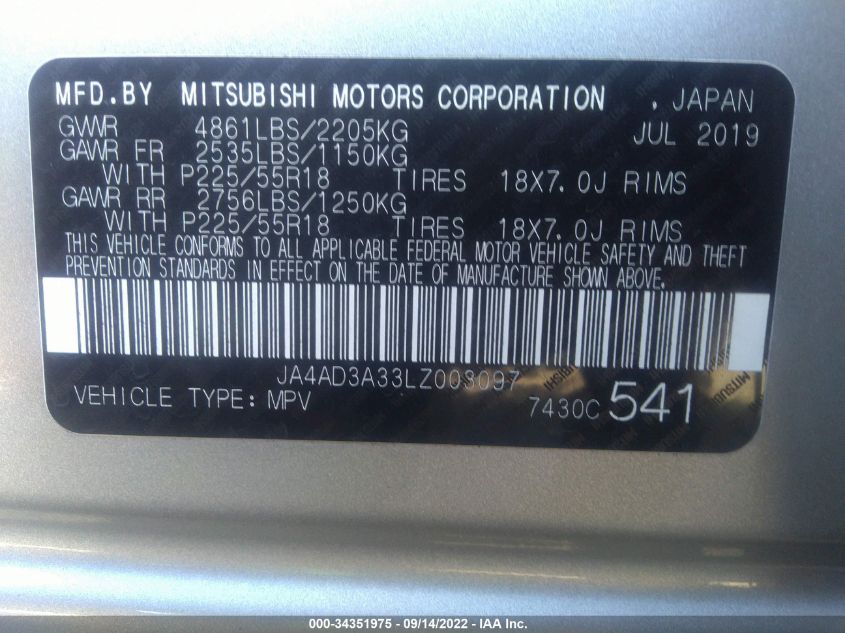 MFD.BY MITSUBISHI MOTORS CORPORATION , JAPAN
GVWR 4861LBS/2205KG JUL 2019
GAWR FR 2535LBS/1150KG
WITH P225/55R18 TIRES 18X7.0J RIMS
GAWR RR 2756LBS/1250KG
WITH P225/55R18 TIRES 18X7.0J RIMS
THIS VEHICLE CONFORMS TO ALL APPLICABLE FEDERAL MOTOR VEHICLE SAFETY AND THEFT
PREVENTION STANDARDS IN EFFECT ON THE DATE OF MANUFACTURE SHOWN ABOVE.
JA4AD3A33LZ008097
VEHICLE TYPE: MPV 7430C 541
MITSUBISHI
000-34351975 — 09/14/2022 — IAA Inc.